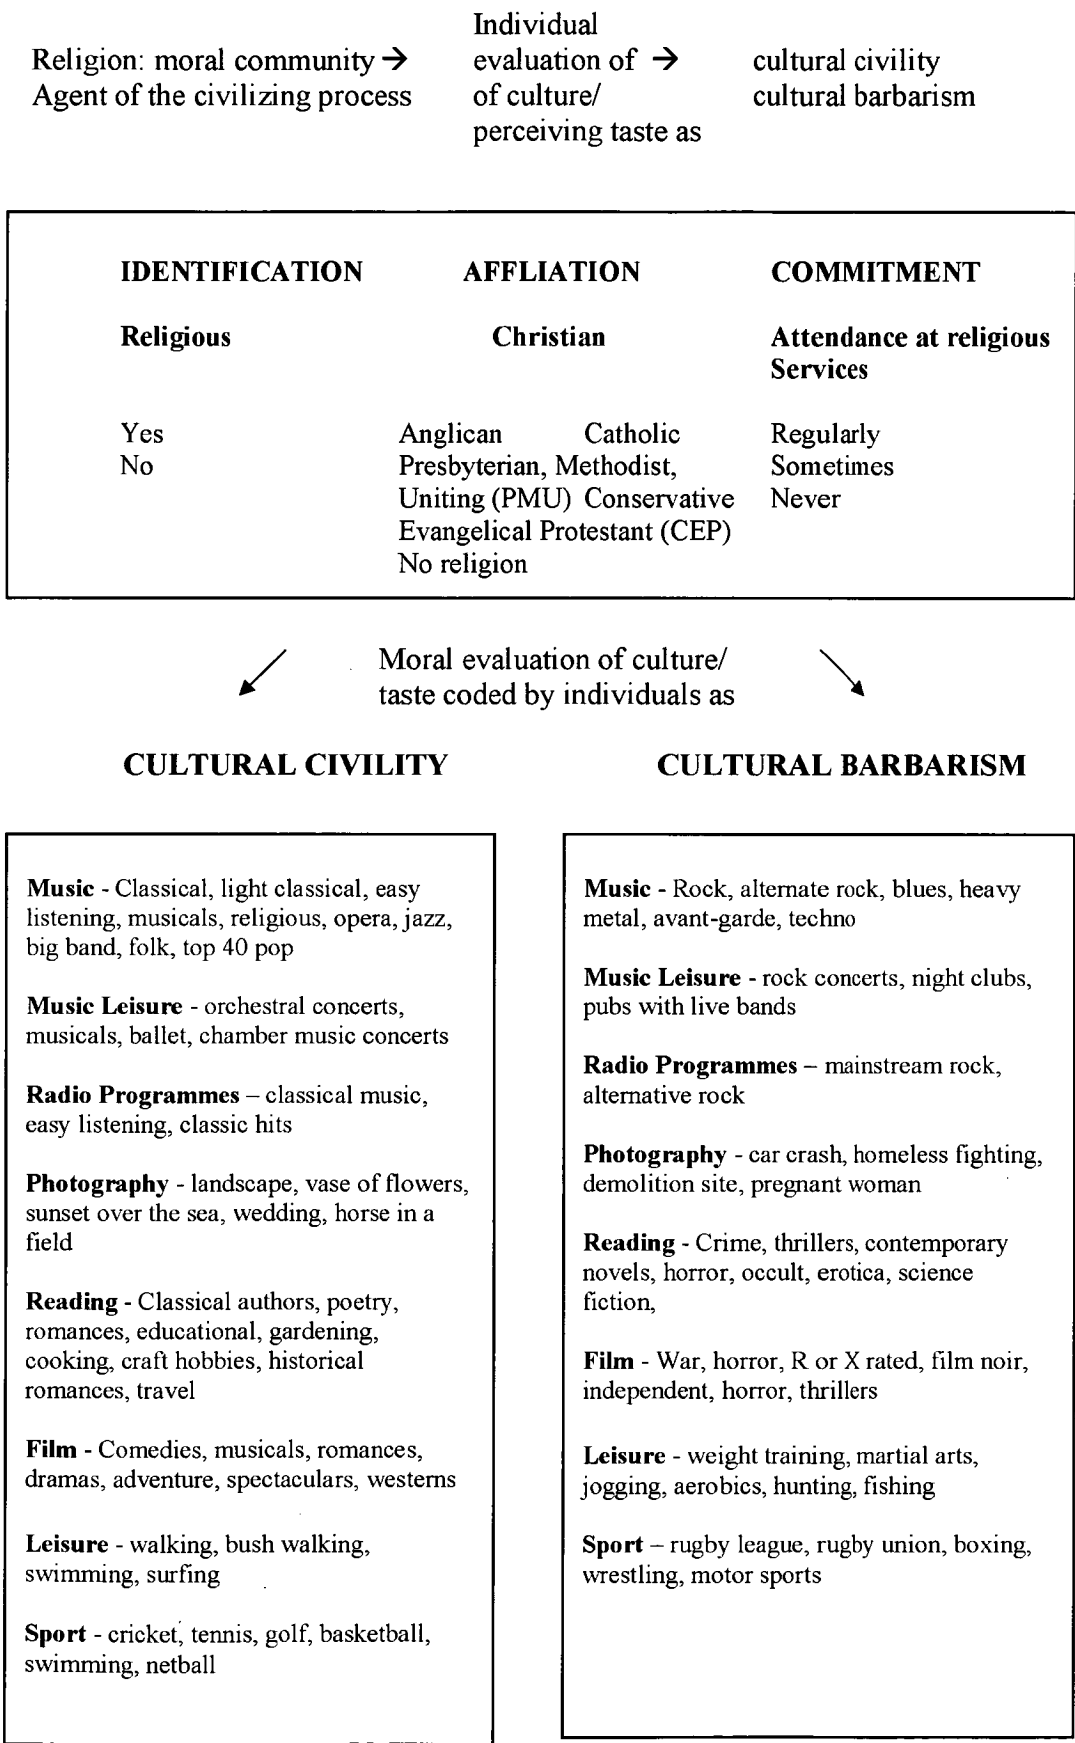 Religion: moral community →
Agent of the civilizing process
Individual
evaluation of →
of culture/
perceiving taste as
cultural civility
cultural barbarism
IDENTIFICATION
Religious
Yes
No
AFFLIATION
Christian
Anglican Catholic
Presbyterian, Methodist,
Uniting (PMU) Conservative
Evangelical Protestant (CEP)
No religion
COMMITMENT
Attendance at religious
Services
Regularly
Sometimes
Never
Moral evaluation of culture/
taste coded by individuals as
CULTURAL CIVILITY
Music - Classical, light classical, easy
listening, musicals, religious, opera, jazz,
big band, folk, top 40 pop
Music Leisure - orchestral concerts,
musicals, ballet, chamber music concerts
Radio Programmes – classical music,
easy listening, classic hits
Photography - landscape, vase of flowers,
sunset over the sea, wedding, horse in a
field
Reading - Classical authors, poetry,
romances, educational, gardening,
cooking, craft hobbies, historical
romances, travel
Film - Comedies, musicals, romances,
dramas, adventure, spectaculars, westerns
Leisure - walking, bush walking,
swimming, surfing
Sport - cricket, tennis, golf, basketball,
swimming, netball
CULTURAL BARBARISM
Music - Rock, alternate rock, blues, heavy
metal, avant-garde, techno
Music Leisure - rock concerts, night clubs,
pubs with live bands
Radio Programmes – mainstream rock,
alternative rock
Photography - car crash, homeless fighting,
demolition site, pregnant woman
Reading - Crime, thrillers, contemporary
novels, horror, occult, erotica, science
fiction,
Film - War, horror, R or X rated, film noir,
independent, horror, thrillers
Leisure - weight training, martial arts,
jogging, aerobics, hunting, fishing
Sport – rugby league, rugby union, boxing,
wrestling, motor sports